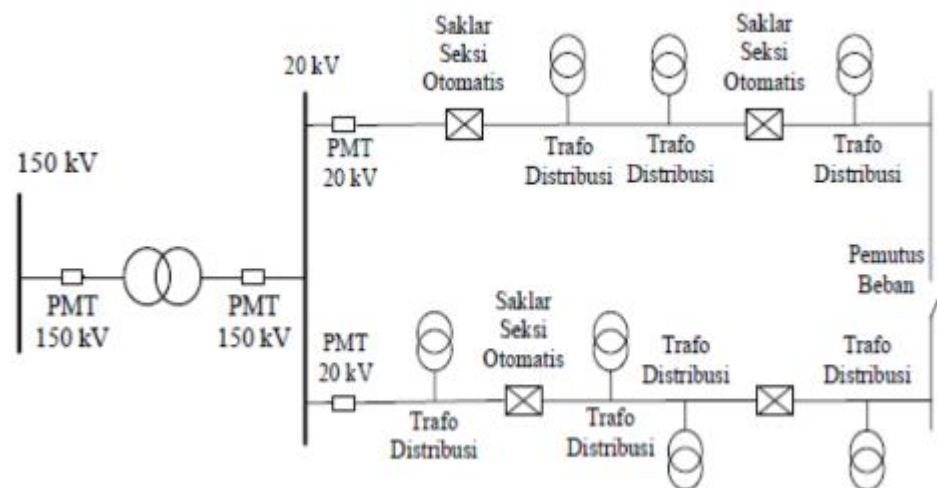 Saklar
Seksi
Otomatis
Saklar
Seksi
Otomatis
20 kV
PMT
20 kV
Trafo
Distribusi
Trafo
Distribusi
Trafo
Distribusi
150 kV
PMT
150 kV
PMT
150 kV
Pemutus
Beban
PMT
20 kV
Saklar
Seksi
Otomatis
Trafo
Distribusi
Trafo
Distribusi
Trafo
Distribusi
Trafo
Distribusi